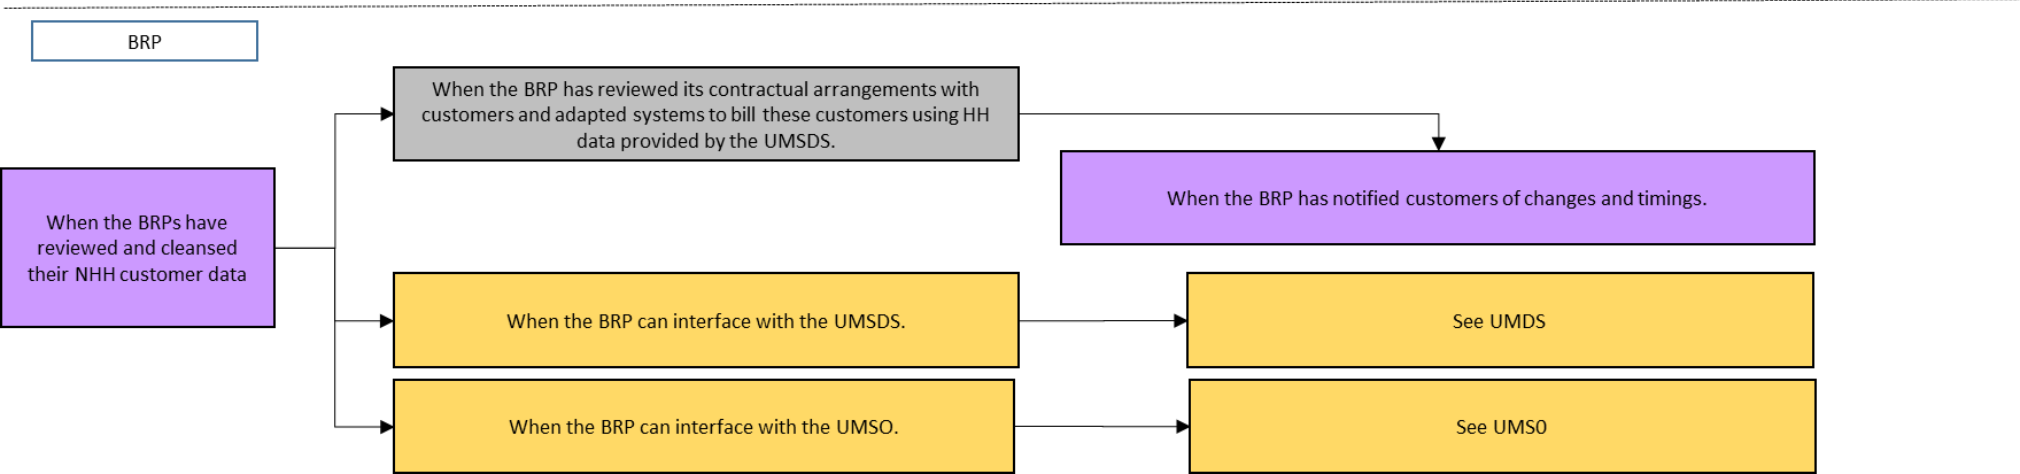 BRP
When the BRP has reviewed its contractual arrangements with
customers and adapted systems to bill these customers using HH
data provided by the UMSDS.
When the BRP has notified customers of changes and timings.
When the BRPs have
reviewed and cleansed
their NHH customer data
When the BRP can interface with the UMSDS.
See UMDS
When the BRP can interface with the UMSO.
See UMS0